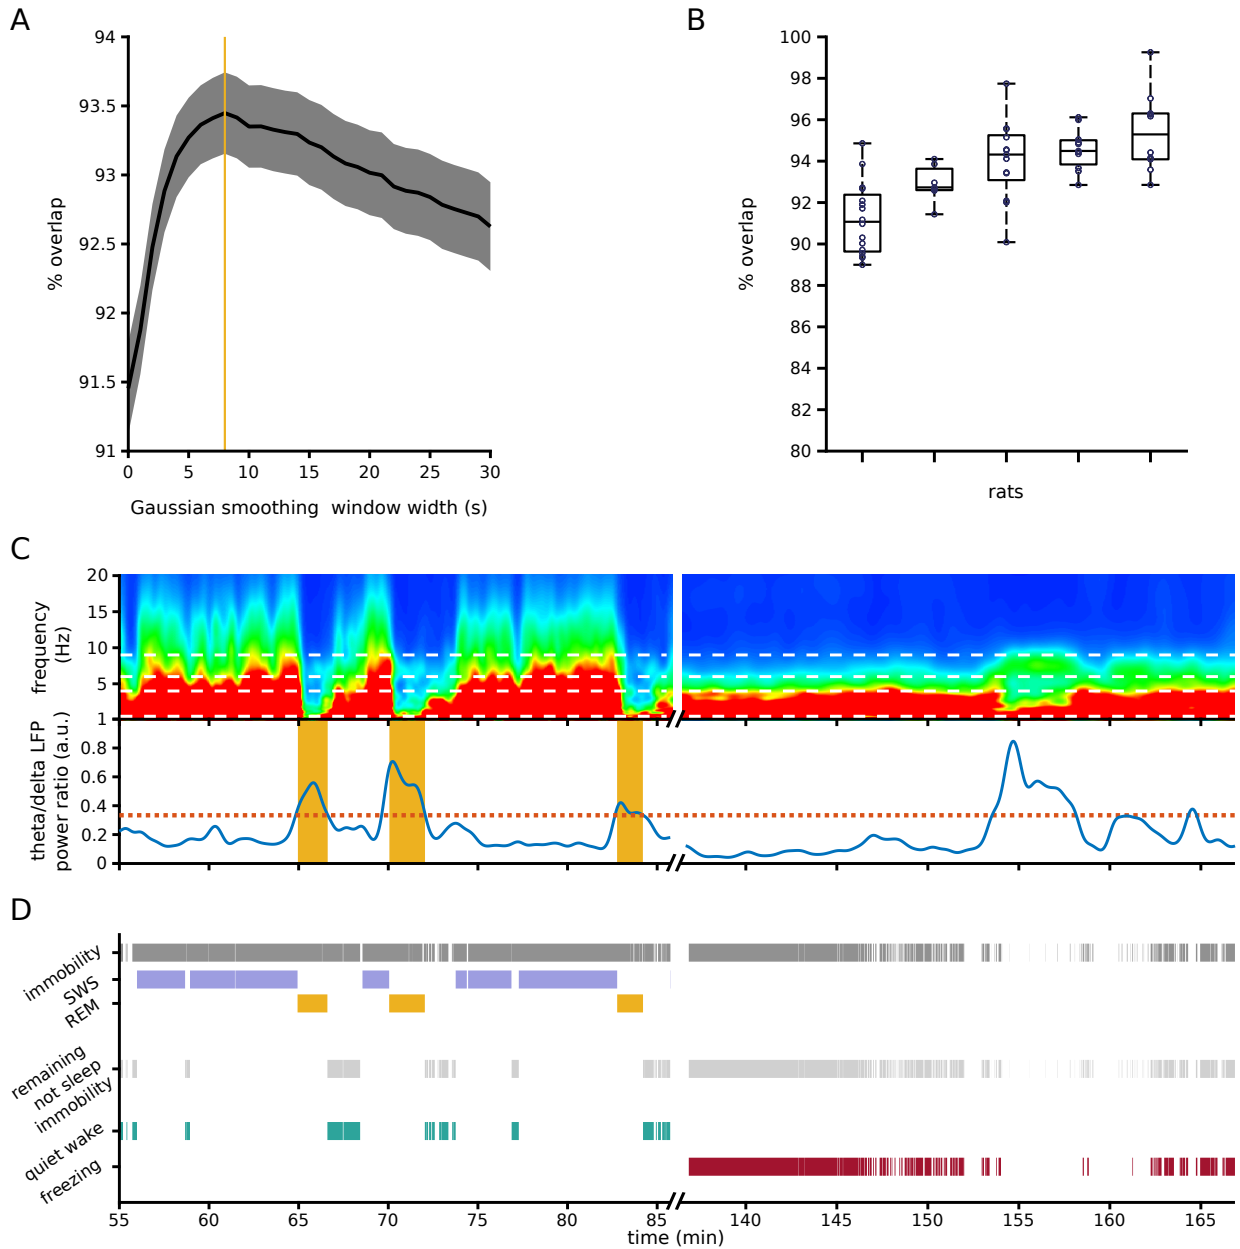 A
94
93.5
93
92.5
92
91.5
91
% overlap
0 5 10 15 20 25 30
Gaussian smoothing window width (s)
B
100
98
96
94
92
90
88
86
84
82
80
% overlap
rats
C
20
15
10
5
frequency
(Hz)
1
0.8
0.6
0.4
0.2
0
theta/delta LFP
power ratio (a.u.)
D
immobility
SWS
REM
remaining
not sleep
immobility
quiet wake
freezing
55 60 65 70 75 80 85 140 145 150 155 160 165
time (min)